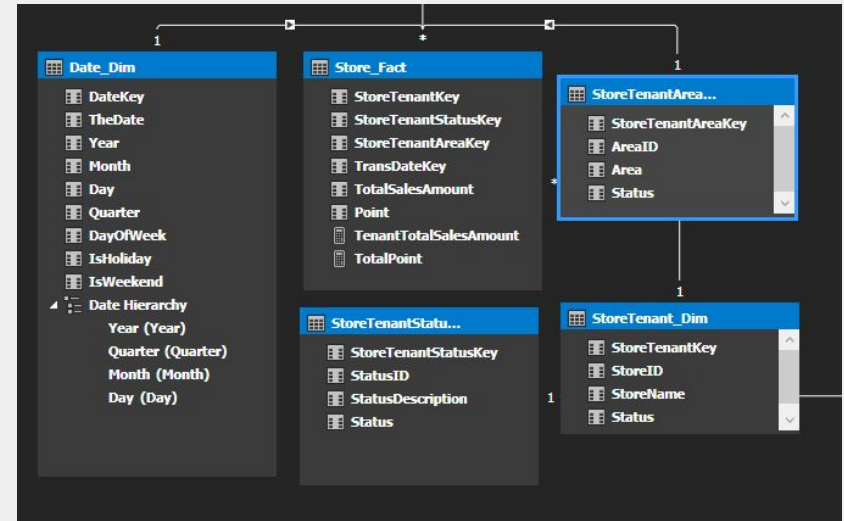 1
*
1
Date_Dim
DateKey
TheDate
Year
Month
Day
Quarter
DayOfWeek
IsHoliday
IsWeekend
Date Hierarchy
Year (Year)
Quarter (Quarter)
Month (Month)
Day (Day)
Store_Fact
StoreTenantKey
StoreTenantStatusKey
StoreTenantAreaKey
TransDateKey
TotalSalesAmount
Point
TenantTotalSalesAmount
TotalPoint
*
StoreTenantArea...
StoreTenantAreaKey
AreaID
Area
Status
StoreTenantStatu...
StoreTenantStatusKey
StatusID
StatusDescription
Status
1
1
StoreTenant_Dim
StoreTenantKey
StoreID
StoreName
Status